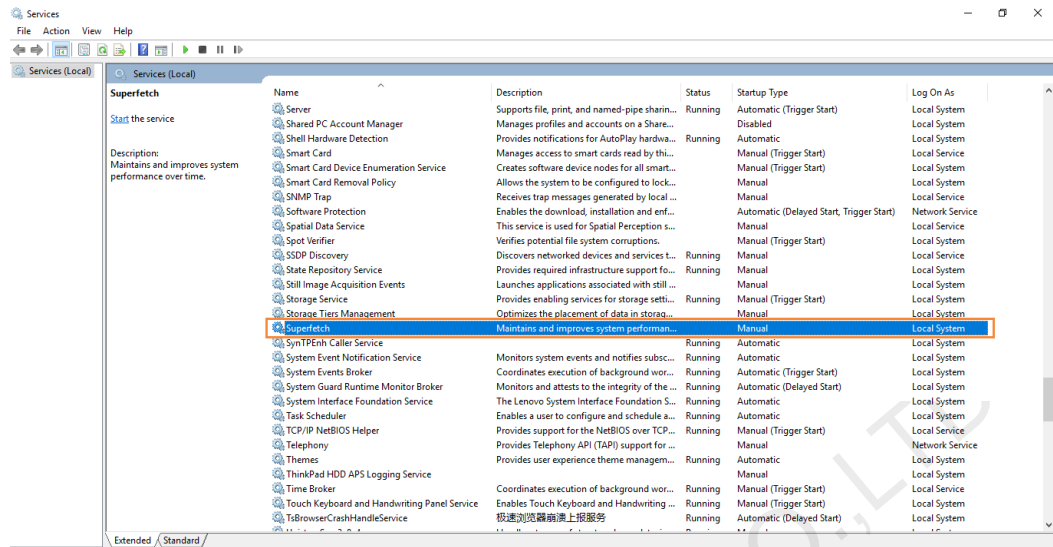 Services
File Action View Help
Services (Local)
Services (Local)
Superfetch
Start the service
Description:
Maintains and improves system
performance over time.
Name Description Status Startup Type Log On As
Server Supports file, print, and named-pipe sharin... Running Automatic (Trigger Start) Local System
Shared PC Account Manager Manages profiles and accounts on a Share... Disabled Local System
Shell Hardware Detection Provides notifications for AutoPlay hardwa... Running Automatic Local System
Smart Card Manages access to smart cards read by thi... Manual (Trigger Start) Local Service
Smart Card Device Enumeration Service Creates software device nodes for all smart... Manual (Trigger Start) Local System
Smart Card Removal Policy Allows the system to be configured to lock... Manual Local System
SNMP Trap Receives trap messages generated by local ... Manual Local Service
Software Protection Enables the download, installation and enf... Automatic (Delayed Start, Trigger Start) Network Service
Spatial Data Service This service is used for Spatial Perception s... Manual Local Service
Spot Verifier Verifies potential file system corruptions. Manual (Trigger Start) Local System
SSDP Discovery Discovers networked devices and services t... Running Manual Local Service
State Repository Service Provides required infrastructure support fo... Running Manual Local System
Still Image Acquisition Events Launches applications associated with still ... Manual Local System
Storage Service Provides enabling services for storage setti... Running Manual (Trigger Start) Local System
Storage Tiers Management Optimizes the placement of data in storag... Manual Local System
Superfetch Maintains and improves system performan... Manual Local System
SynTPEnh Caller Service Running Automatic Local System
System Event Notification Service Monitors system events and notifies subsc... Running Automatic Local System
System Events Broker Coordinates execution of background wor... Running Automatic (Trigger Start) Local System
System Guard Runtime Monitor Broker Monitors and attests to the integrity of the ... Running Automatic (Delayed Start) Local System
System Interface Foundation Service The Lenovo System Interface Foundation S... Running Automatic Local System
Task Scheduler Enables a user to configure and schedule a... Running Automatic Local System
TCP/IP NetBIOS Helper Provides support for the NetBIOS over TCP... Running Manual (Trigger Start) Local Service
Telephony Provides Telephony API (TAPI) support for ... Manual Network Service
Themes Provides user experience theme managem... Running Automatic Local System
ThinkPad HDD APS Logging Service Manual Local System
Time Broker Coordinates execution of background wor... Running Manual (Trigger Start) Local Service
Touch Keyboard and Handwriting Panel Service Enables Touch Keyboard and Handwriting ... Running Manual (Trigger Start) Local System
TsBrowserCrashHandleService 极速浏览器崩溃上报服务 Running Automatic (Delayed Start) Local System
Extended Standard